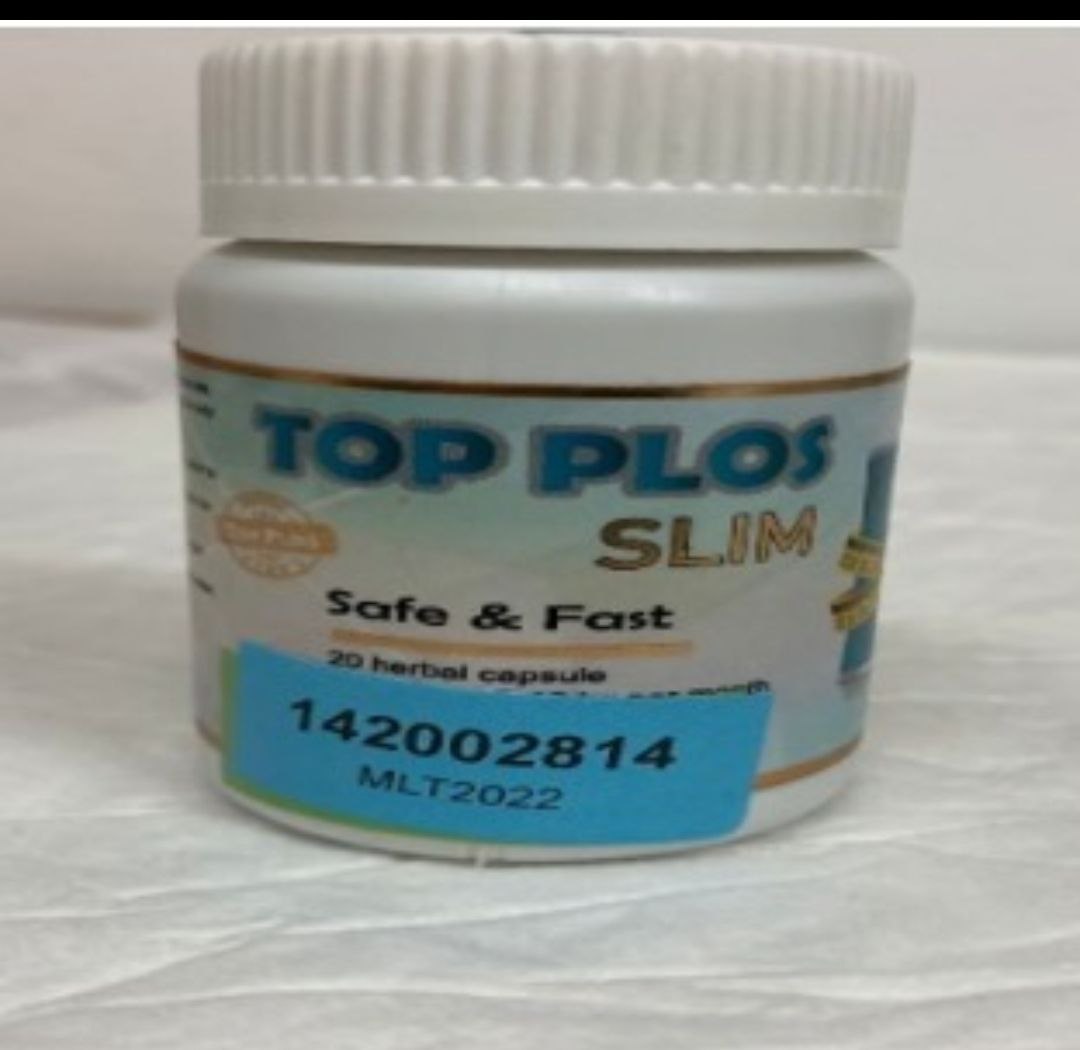 TOP PLOS
SLIM
Safe & Fast
20 herbal capsule
142002814
MLT2022